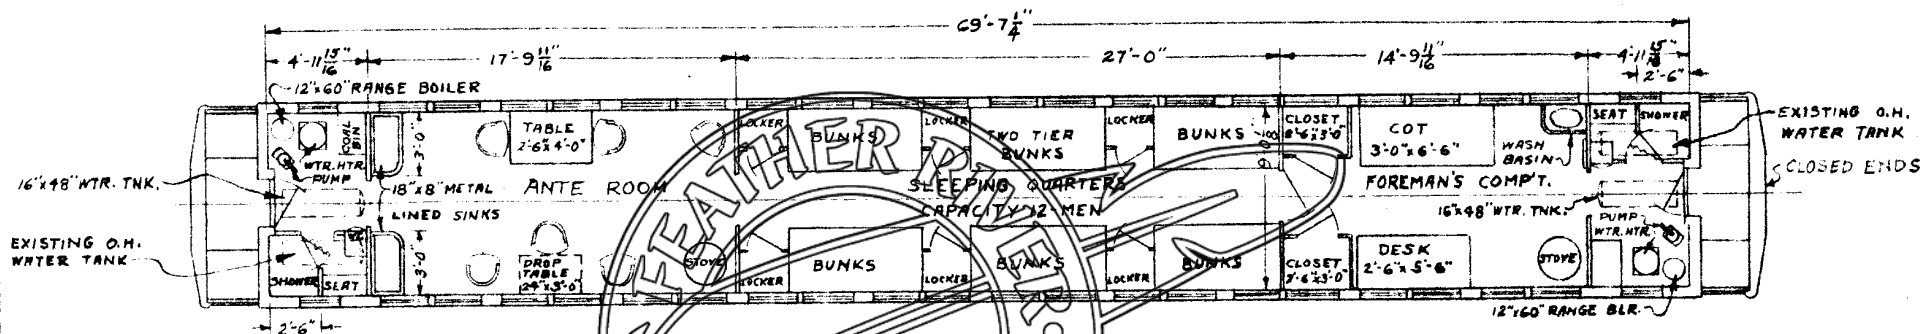 69'-7 1/4"
4'-11 15/16"
17'-9 11/16"
27'-0"
14'-9 11/16"
4'-11 15/16"
2'-6"
12"x60" RANGE BOILER
COAL BIN
WTR. HTR.
PUMP
3'-0"
TABLE
2'-6"x4'-0"
LOCKER
BUNKS
LOCKER
TWO TIER
BUNKS
LOCKER
BUNKS
9'-8"
CLOSET
2'-6"x3'-0"
COT
3'-0"x6'-6"
WASH
BASIN
SEAT
SHOWER
EXISTING O.H.
WATER TANK
CLOSED ENDS
16"x48" WTR. TNK.
18"x8" METAL
LINED SINKS
ANTE ROOM
SLEEPING QUARTERS
CAPACITY 12-MEN
FOREMAN'S COMP'T.
16"x48" WTR. TNK.
PUMP
WTR. HTR.
EXISTING O.H.
WATER TANK
SHOWER
SEAT
3'-0"
DROP
TABLE
24"x3'-0"
STOVE
LOCKER
BUNKS
LOCKER
BUNKS
LOCKER
BUNKS
CLOSET
2'-6"x3'-0"
DESK
2'-6"x5'-6"
STOVE
12"x60" RANGE BLR.
2'-6"
FEATHER RIVER